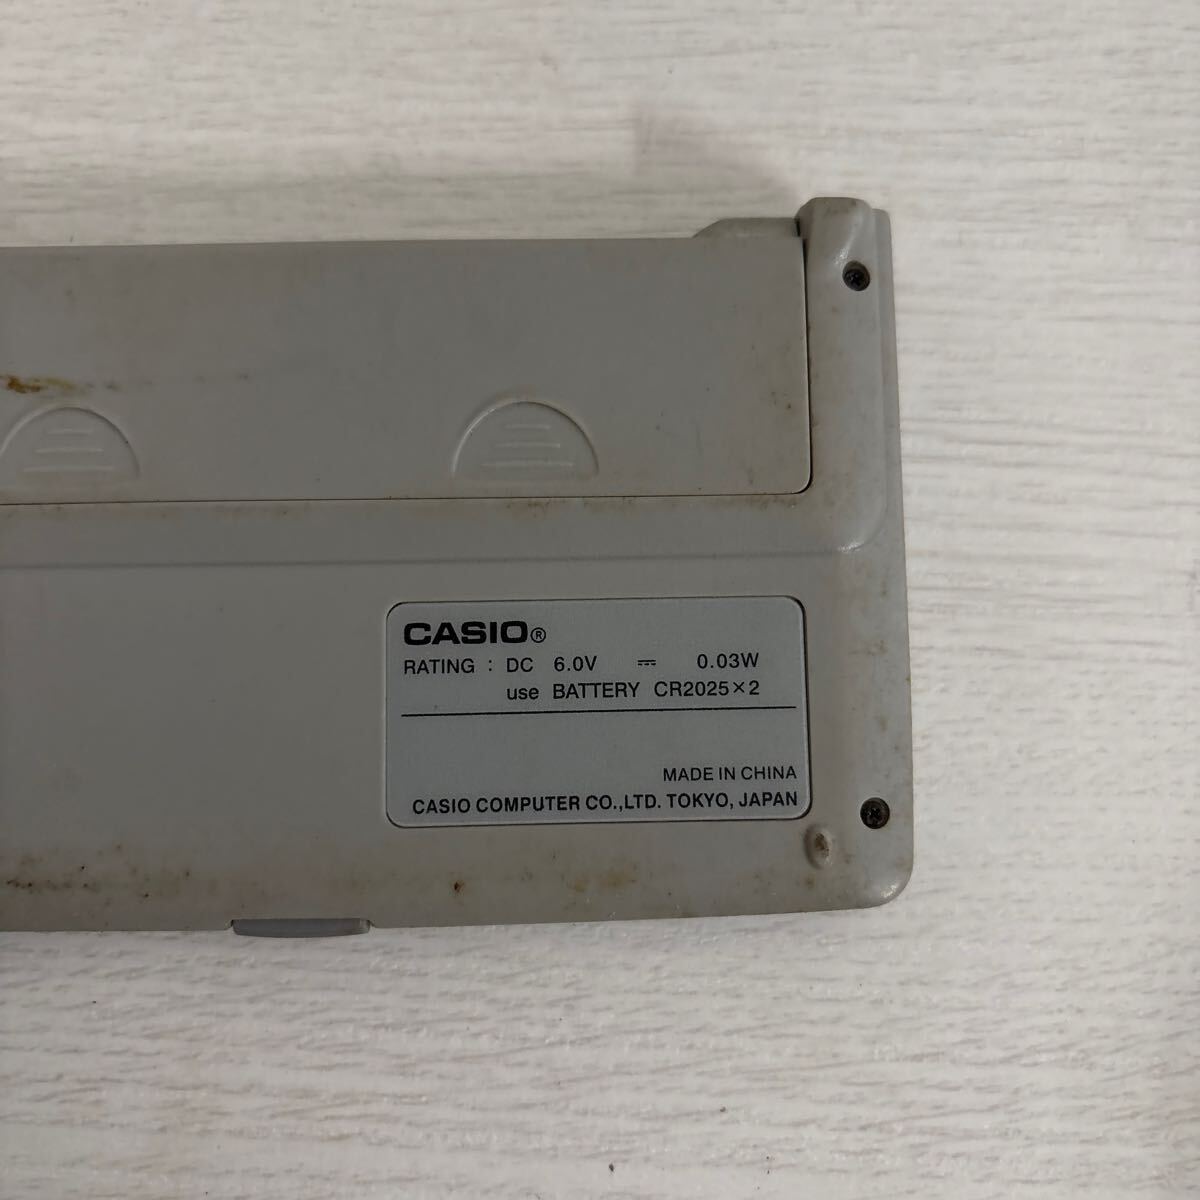 CASIO®
RATING : DC 6.0V ⎓ 0.03W
use BATTERY CR2025×2
MADE IN CHINA
CASIO COMPUTER CO.,LTD. TOKYO, JAPAN